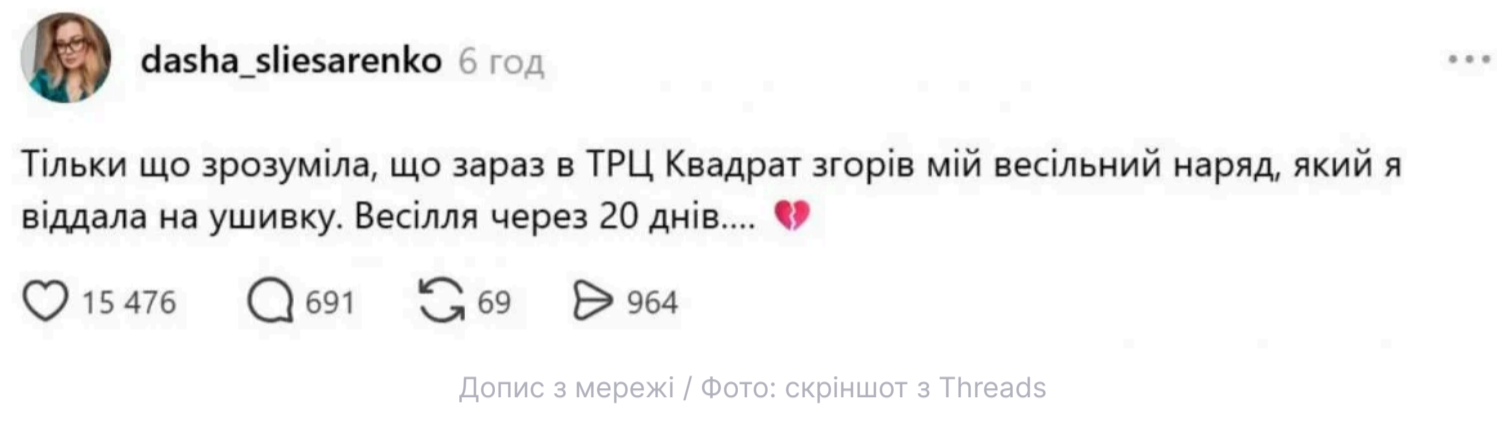 dasha_sliesarenko 6 год
Тільки що зрозуміла, що зараз в ТРЦ Квадрат згорів мій весільний наряд, який я
віддала на ушивку. Весілля через 20 днів.... 💔
15 476 691 69 964
Допис з мережі / Фото: скріншот з Threads